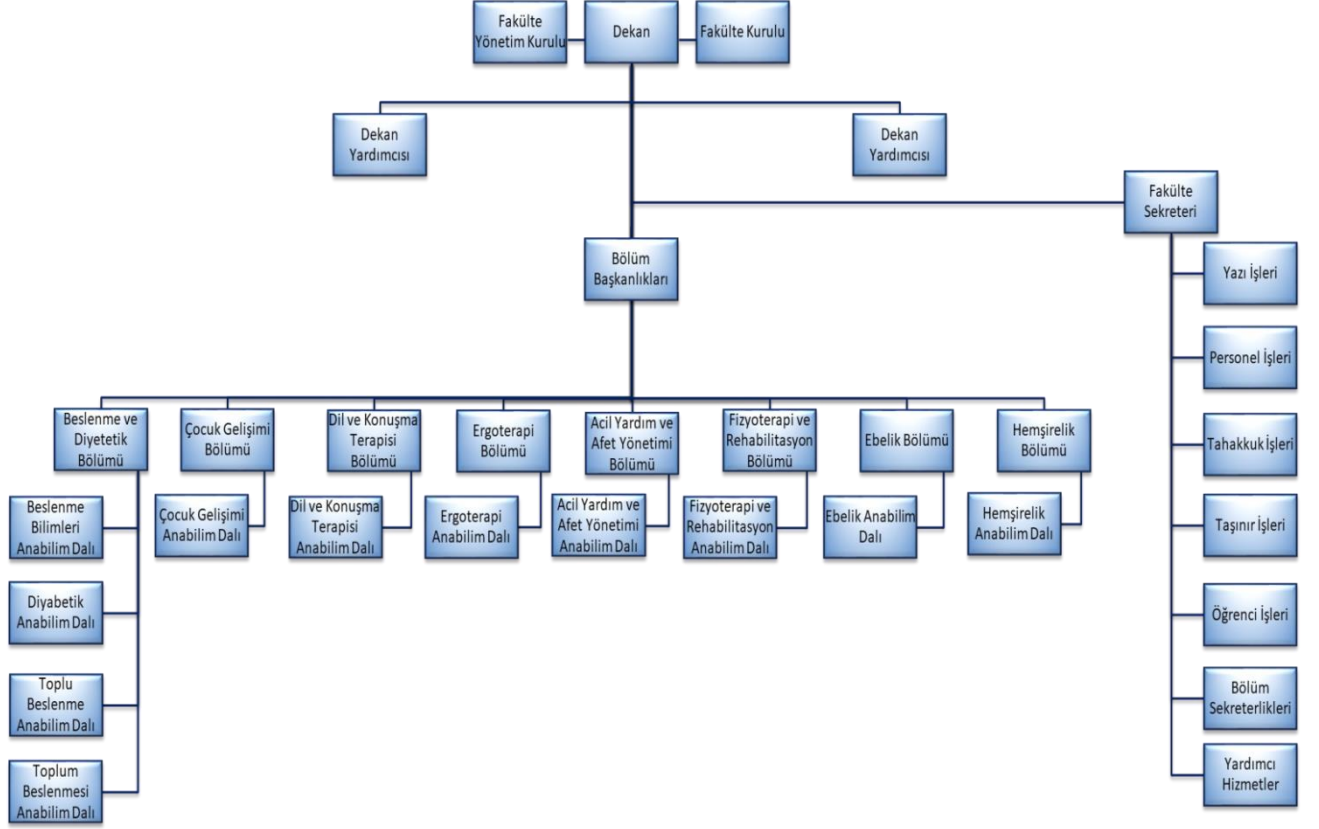 Fakülte
Yönetim Kurulu
Dekan
Fakülte Kurulu
Dekan
Yardımcısı
Dekan
Yardımcısı
Fakülte
Sekreteri
Bölüm
Başkanlıkları
Yazı İşleri
Personel İşleri
Tahakkuk İşleri
Taşınır İşleri
Öğrenci İşleri
Bölüm
Sekreterlikleri
Yardımcı
Hizmetler
Beslenme ve
Diyetetik
Bölümü
Çocuk Gelişimi
Bölümü
Dil ve Konuşma
Terapisi
Bölümü
Ergoterapi
Bölümü
Acil Yardım ve
Afet Yönetimi
Bölümü
Fizyoterapi ve
Rehabilitasyon
Bölümü
Ebelik Bölümü
Hemşirelik
Bölümü
Beslenme
Bilimleri
Anabilim Dalı
Diyabetik
Anabilim Dalı
Toplu
Beslenme
Anabilim Dalı
Toplum
Beslenmesi
Anabilim Dalı
Çocuk Gelişimi
Anabilim Dalı
Dil ve Konuşma
Terapisi
Anabilim Dalı
Ergoterapi
Anabilim Dalı
Acil Yardım ve
Afet Yönetimi
Anabilim Dalı
Fizyoterapi ve
Rehabilitasyon
Anabilim Dalı
Ebelik Anabilim
Dalı
Hemşirelik
Anabilim Dalı